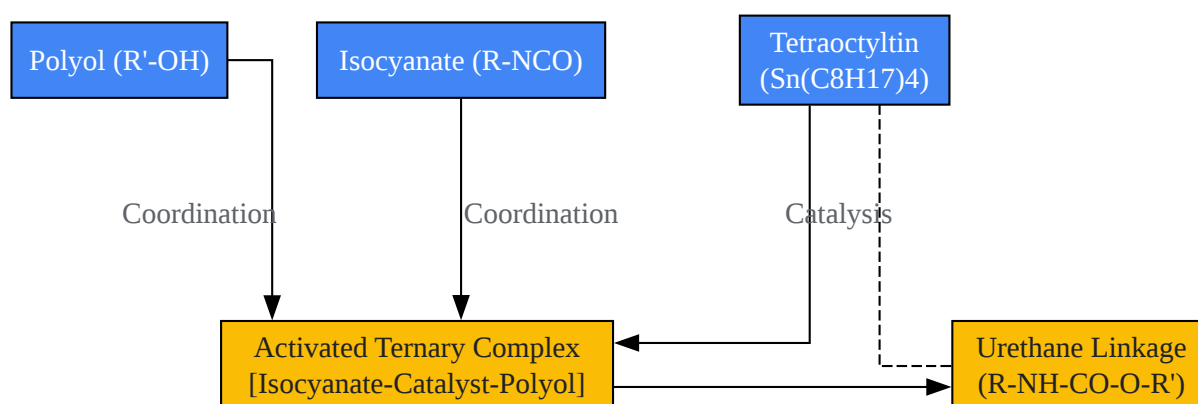 Polyol (R'-OH)
Isocyanate (R-NCO)
Tetraoctyltin
(Sn(C8H17)4)
Coordination
Coordination
Catalysis
Activated Ternary Complex
[Isocyanate-Catalyst-Polyol]
Urethane Linkage
(R-NH-CO-O-R')